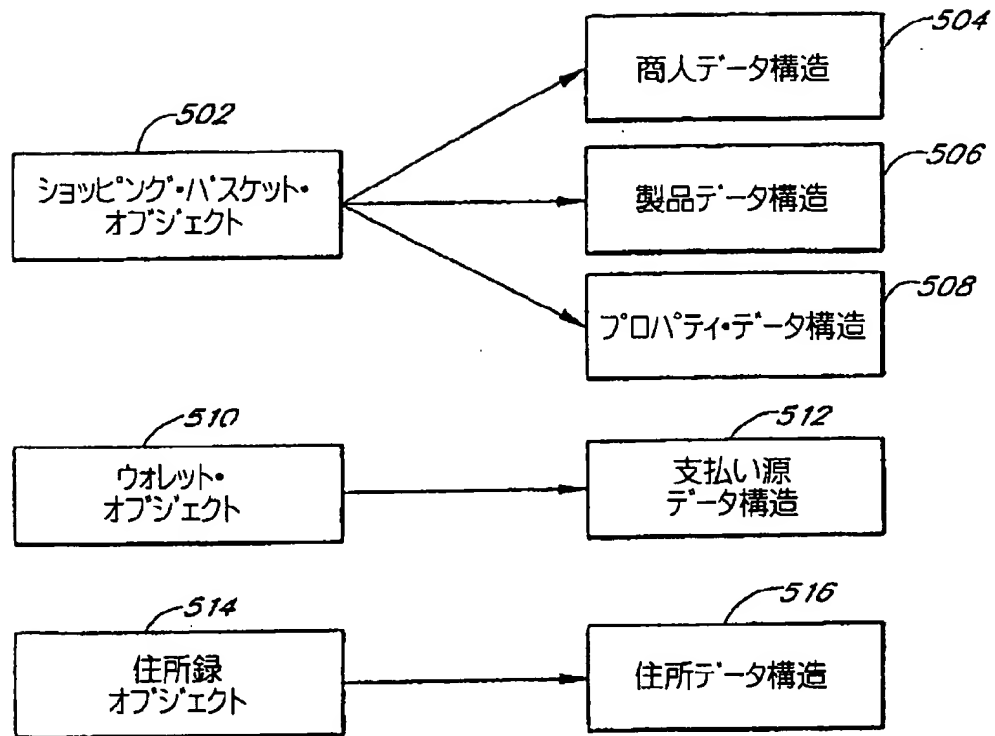 504
商人データ構造
502
ショッピング・バスケット・
オブジェクト
506
製品データ構造
508
プロパティ・データ構造
510
ウォレット・
オブジェクト
512
支払い源
データ構造
514
住所録
オブジェクト
516
住所データ構造